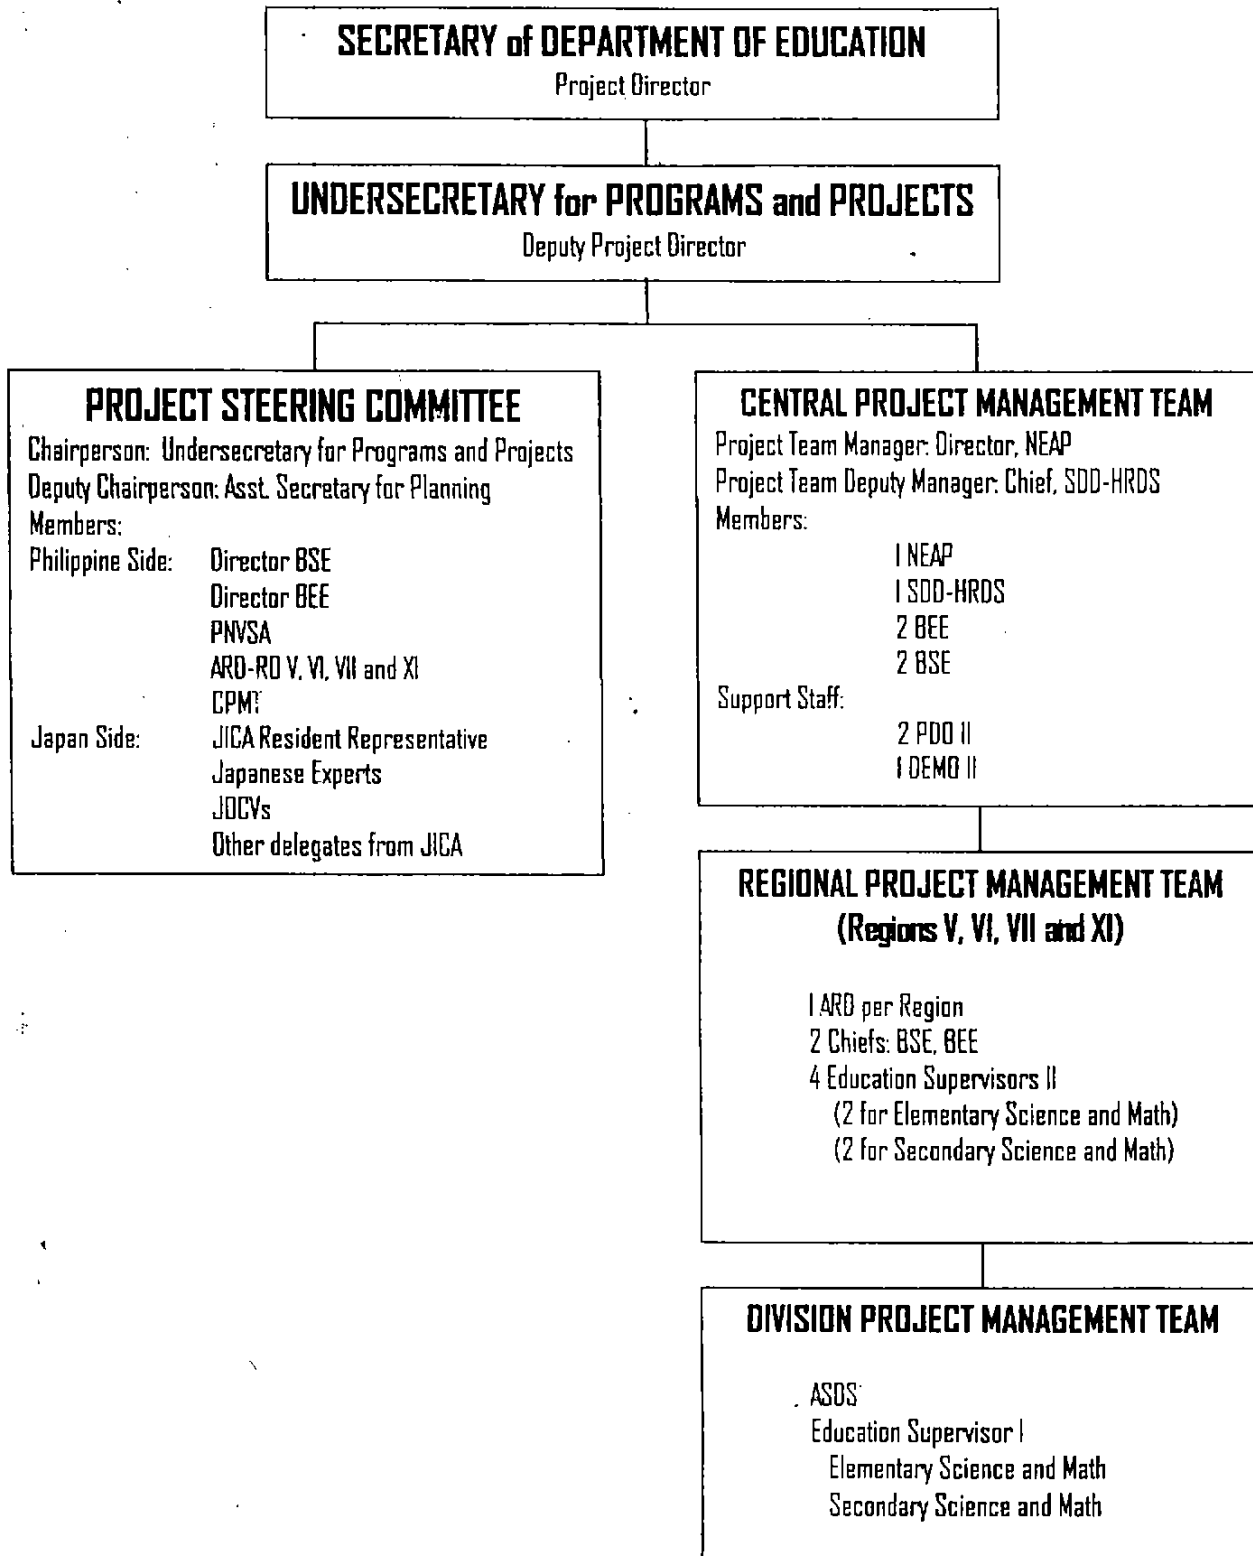 SECRETARY of DEPARTMENT OF EDUCATION
Project Director
UNDERSECRETARY for PROGRAMS and PROJECTS
Deputy Project Director
PROJECT STEERING COMMITTEE
Chairperson: Undersecretary for Programs and Projects
Deputy Chairperson: Asst. Secretary for Planning
Members:
Philippine Side: Director BSE
Director BEE
PNVSA
ARD-RO V, VI, VII and XI
CPMT
Japan Side: JICA Resident Representative
Japanese Experts
JOCVs
Other delegates from JICA
CENTRAL PROJECT MANAGEMENT TEAM
Project Team Manager: Director, NEAP
Project Team Deputy Manager: Chief, SDD-HRDS
Members:
1 NEAP
1 SDD-HRDS
2 BEE
2 BSE
Support Staff:
2 PDO II
1 DEMO II
REGIONAL PROJECT MANAGEMENT TEAM
(Regions V, VI, VII and XI)
1 ARD per Region
2 Chiefs: BSE, BEE
4 Education Supervisors II
(2 for Elementary Science and Math)
(2 for Secondary Science and Math)
DIVISION PROJECT MANAGEMENT TEAM
ASDS
Education Supervisor I
Elementary Science and Math
Secondary Science and Math